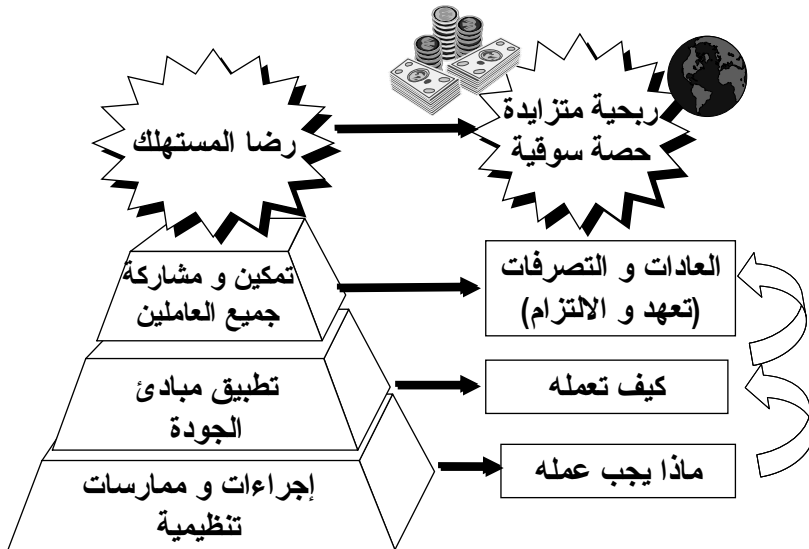 رضا المستهلك
ربحية متزايدة
حصة سوقية
تمكين و مشاركة
جميع العاملين
العادات و التصرفات
(تعهد و الالتزام)
تطبيق مبادئ
الجودة
كيف تعمله
إجراءات و ممارسات
تنظيمية
ماذا يجب عمله